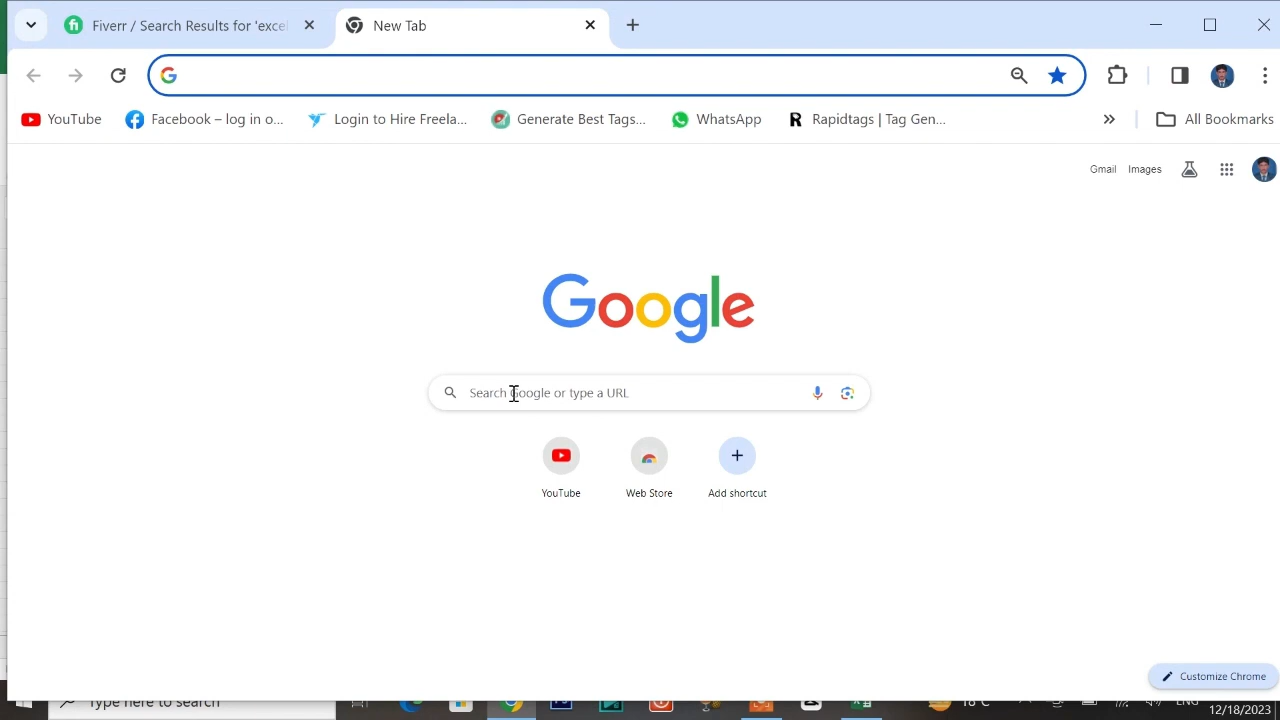 Fiverr / Search Results for 'excel
New Tab
YouTube
Facebook – log in o...
Login to Hire Freela...
Generate Best Tags...
WhatsApp
Rapidtags | Tag Gen...
All Bookmarks
Gmail
Images
Google
Search Google or type a URL
YouTube
Web Store
Add shortcut
Customize Chrome
Type here to search
18°C
12/18/2023